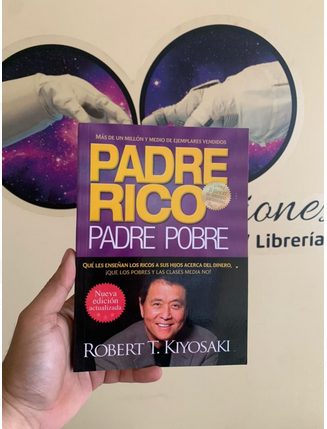 MÁS DE UN MILLÓN Y MEDIO DE EJEMPLARES VENDIDOS
PADRE
RICO
PADRE POBRE
QUÉ LES ENSEÑAN LOS RICOS A SUS HIJOS ACERCA DEL DINERO,
¡QUE LOS POBRES Y LAS CLASES MEDIA NO!
Nueva
edición
actualizada
ROBERT T. KIYOSAKI
Librería